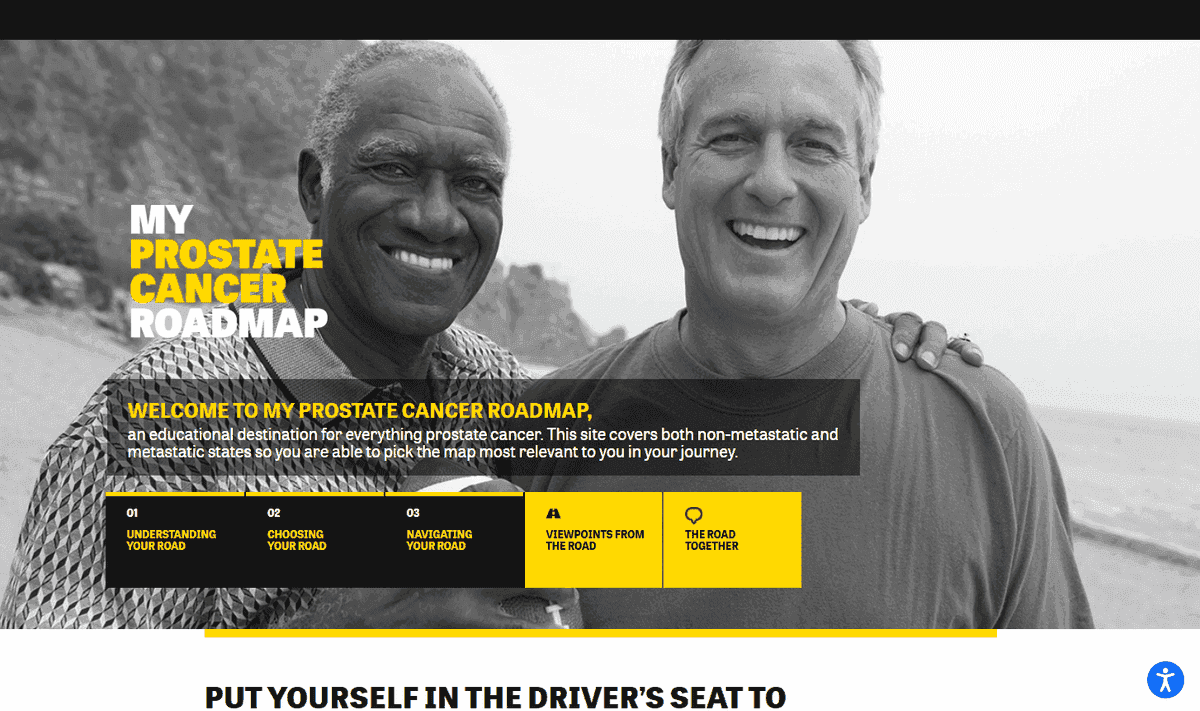 MY
PROSTATE
CANCER
ROADMAP
WELCOME TO MY PROSTATE CANCER ROADMAP,
an educational destination for everything prostate cancer. This site covers both non-metastatic and
metastatic states so you are able to pick the map most relevant to you in your journey.
01
UNDERSTANDING
YOUR ROAD
02
CHOOSING
YOUR ROAD
03
NAVIGATING
YOUR ROAD
VIEWPOINTS FROM
THE ROAD
THE ROAD
TOGETHER
PUT YOURSELF IN THE DRIVER’S SEAT TO